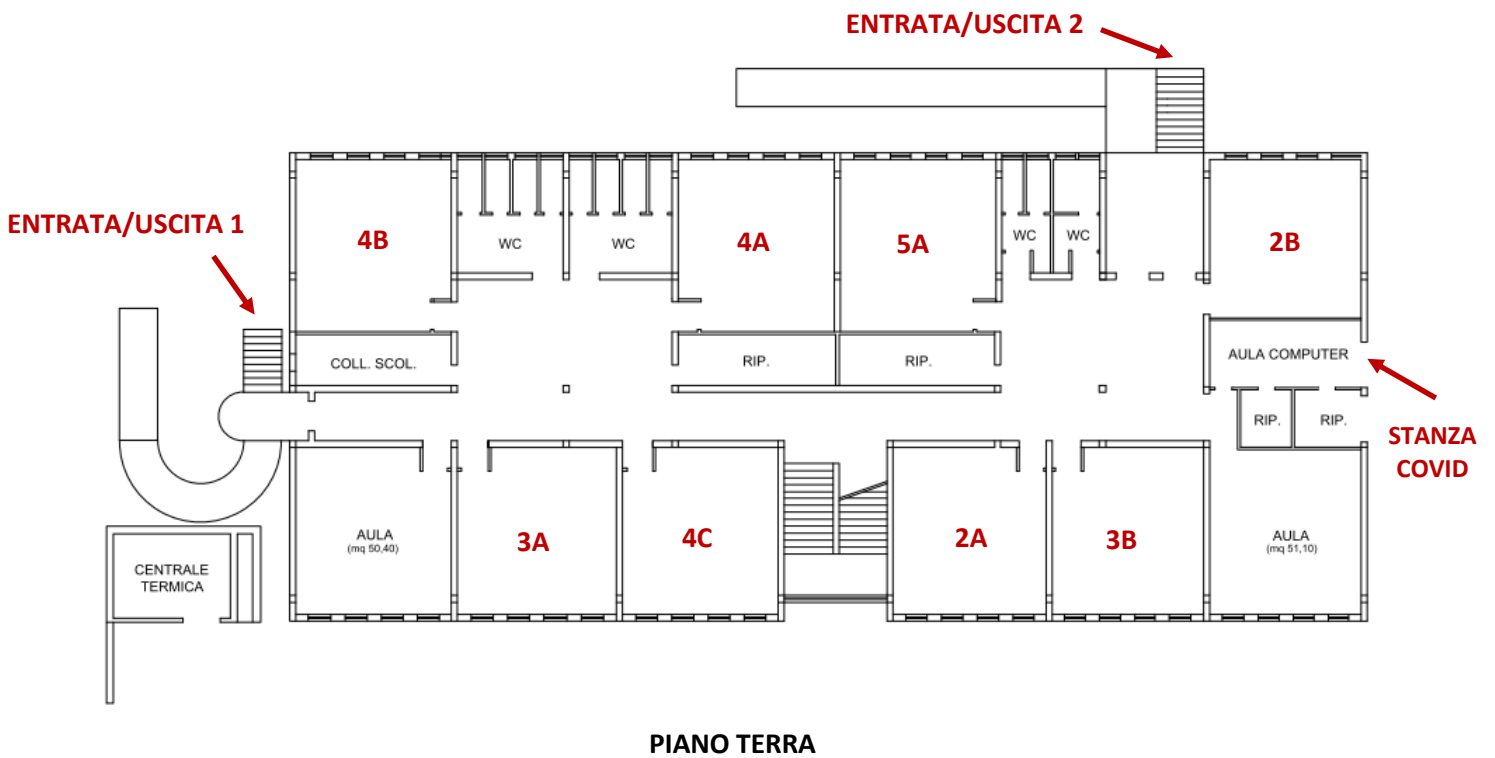 ENTRATA/USCITA 2
ENTRATA/USCITA 1
4B
WC
WC
4A
5A
WC
WC
2B
COLL. SCOL.
RIP.
RIP.
AULA COMPUTER
RIP.
RIP.
STANZA
COVID
AULA
(mq 50,40)
3A
4C
2A
3B
AULA
(mq 51,10)
CENTRALE
TERMICA
PIANO TERRA